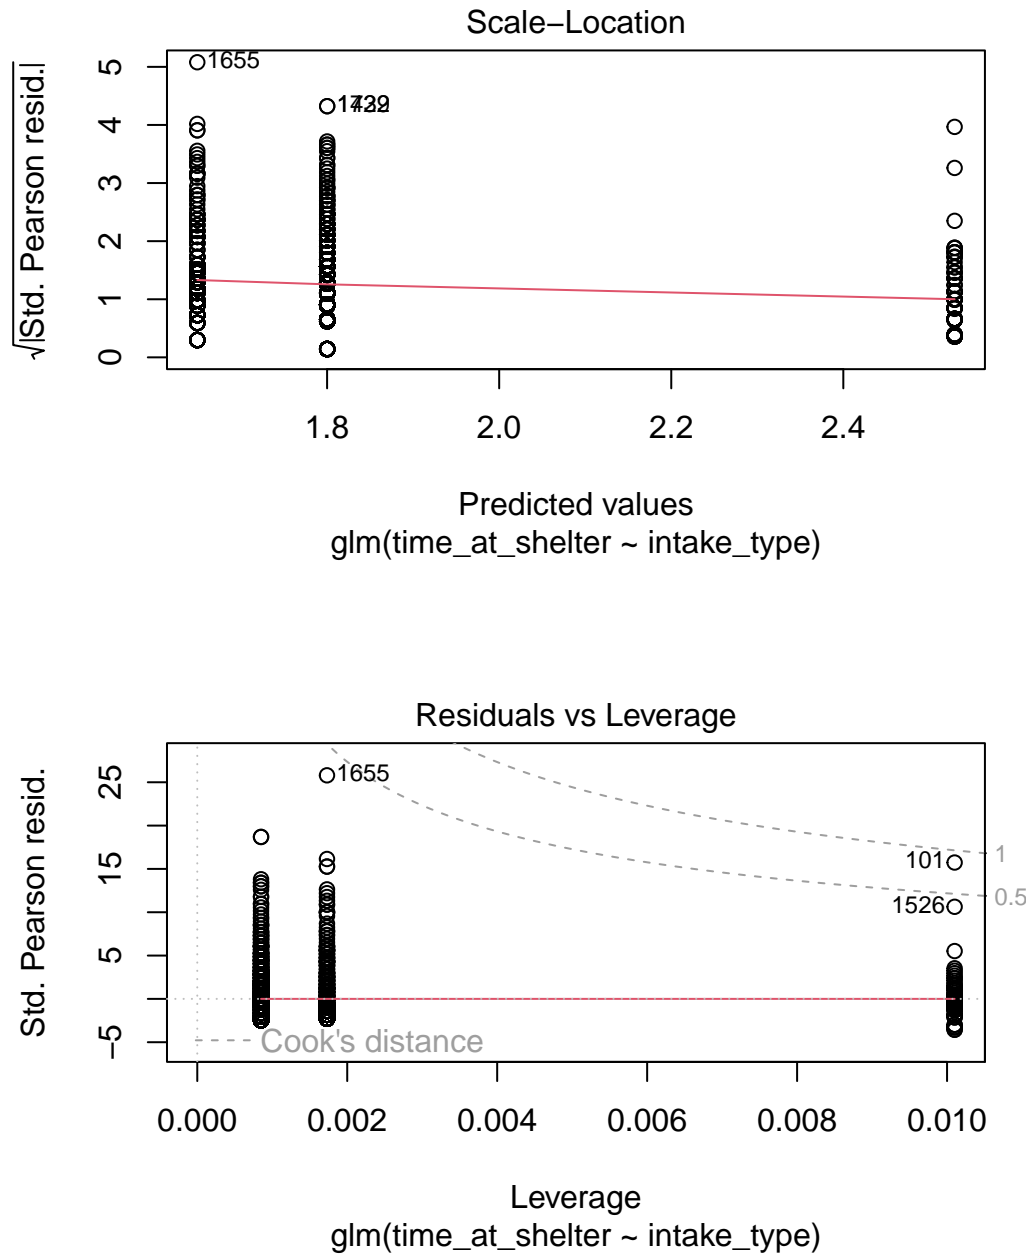 Scale−Location
√|Std. Pearson resid.|
5
4
3
2
1
0
1655
1.8 2.0 2.2 2.4
Predicted values
glm(time_at_shelter ~ intake_type)
Residuals vs Leverage
Std. Pearson resid.
25
15
5
−5
1655
101
1526
1
0.5
Cook's distance
0.000 0.002 0.004 0.006 0.008 0.010
Leverage
glm(time_at_shelter ~ intake_type)